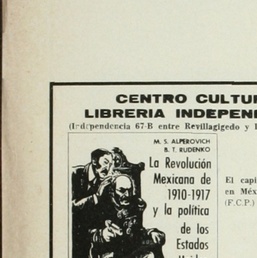 CENTRO CULTU
LIBRERIA INDEPEN
(Independencia 67-B entre Revillagigedo y
M. S. ALPEROVICH
B. T. RUDENKO
La Revolución
Mexicana de
1910-1917
y la política
de los
Estados
El capi
en Méx
(F.C.P.)